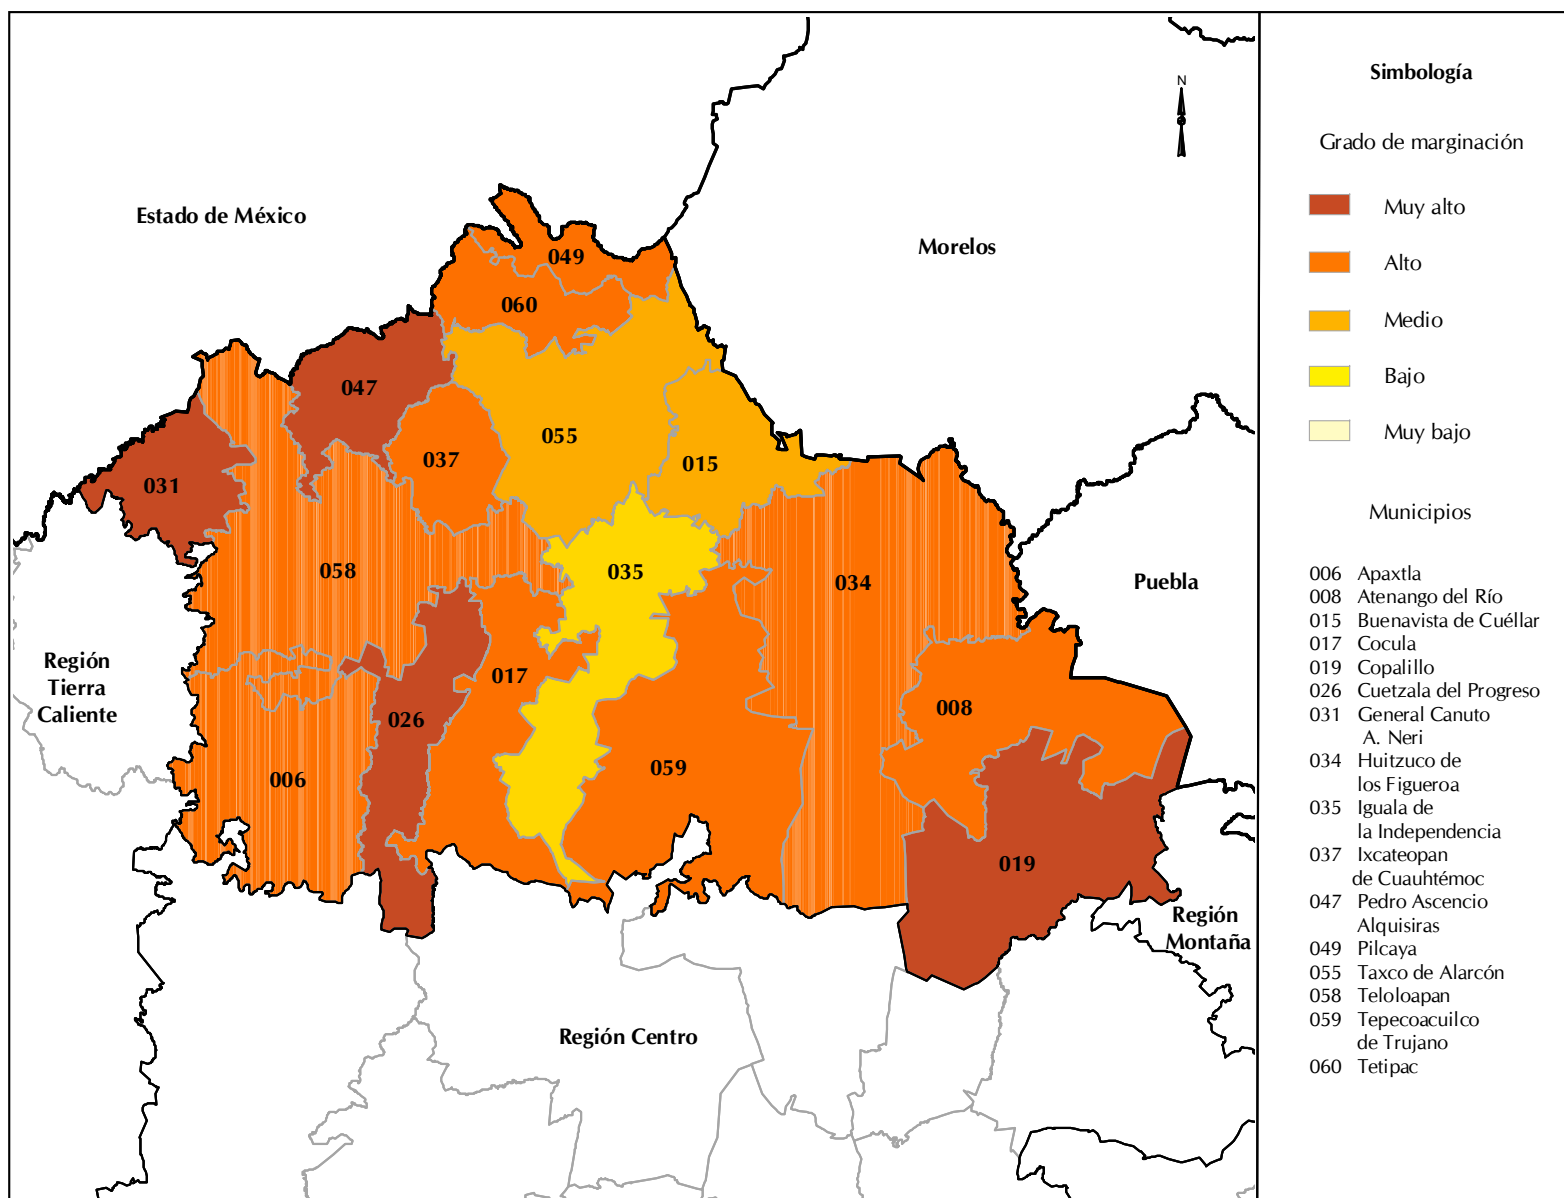 N
Estado de México
Morelos
049
060
047
055
037
015
031
058
035
034
Puebla
Región
Tierra
Caliente
017
026
008
006
059
019
Región
Montaña
Región Centro
Simbología
Grado de marginación
Muy alto
Alto
Medio
Bajo
Muy bajo
Municipios
006 Apaxtla
008 Atenango del Río
015 Buenavista de Cuéllar
017 Cocula
019 Copalillo
026 Cuetzala del Progreso
031 General Canuto
A. Neri
034 Huitzuco de
los Figueroa
035 Iguala de
la Independencia
037 Ixcateopan
de Cuauhtémoc
047 Pedro Ascencio
Alquisiras
049 Pilcaya
055 Taxco de Alarcón
058 Teloloapan
059 Tepecoacuilco
de Trujano
060 Tetipac